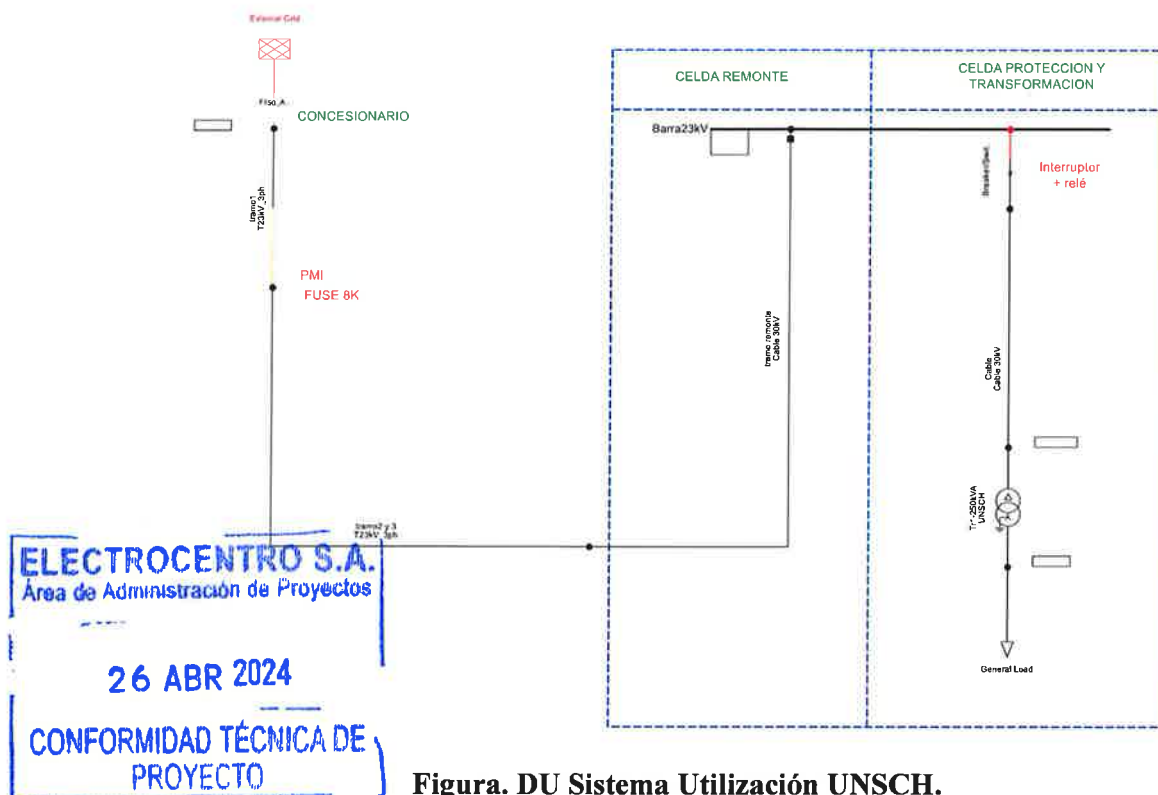 External Grid
CONCESIONARIO
tramo1
T23kV_3ph
PMI
FUSE 8K
tramo2 y 3
T23kV_3ph
CELDA REMONTE
CELDA PROTECCION Y
TRANSFORMACION
Barra23kV
Interruptor
+ relé
tramo remonte
Cable 30kV
Cable
Cable 30kV
UNSCH
General Load
ELECTROCENTRO S.A.
Área de Administración de Proyectos
26 ABR 2024
CONFORMIDAD TÉCNICA DE
PROYECTO
Figura. DU Sistema Utilización UNSCH.